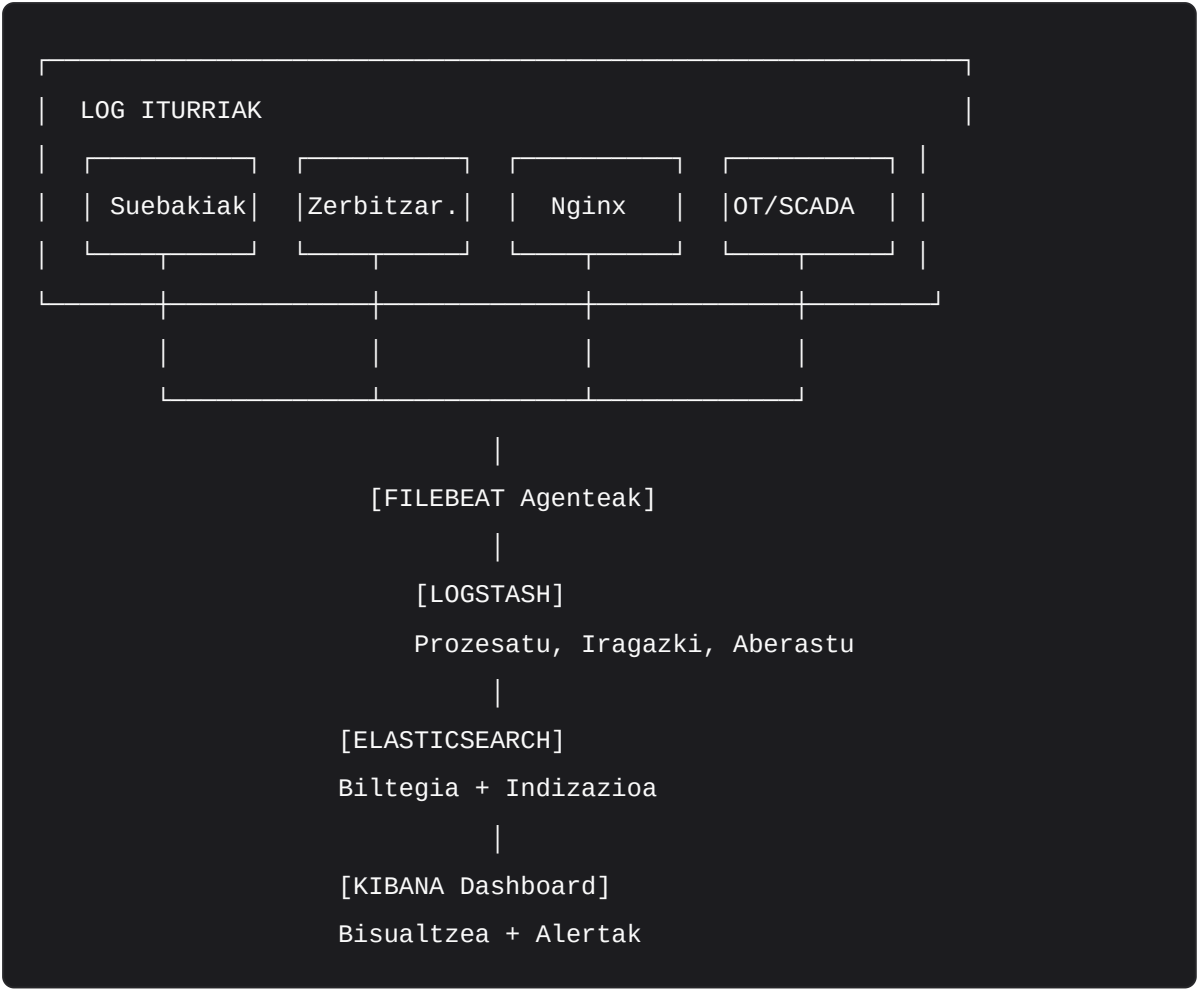 LOG ITURRIAK
Suebakiak Zerbitzar. Nginx OT/SCADA
[FILEBEAT Agenteak]
[LOGSTASH]
Prozesatu, Iragazki, Aberastu
[ELASTICSEARCH]
Biltegia + Indizazioa
[KIBANA Dashboard]
Bisualtzea + Alertak